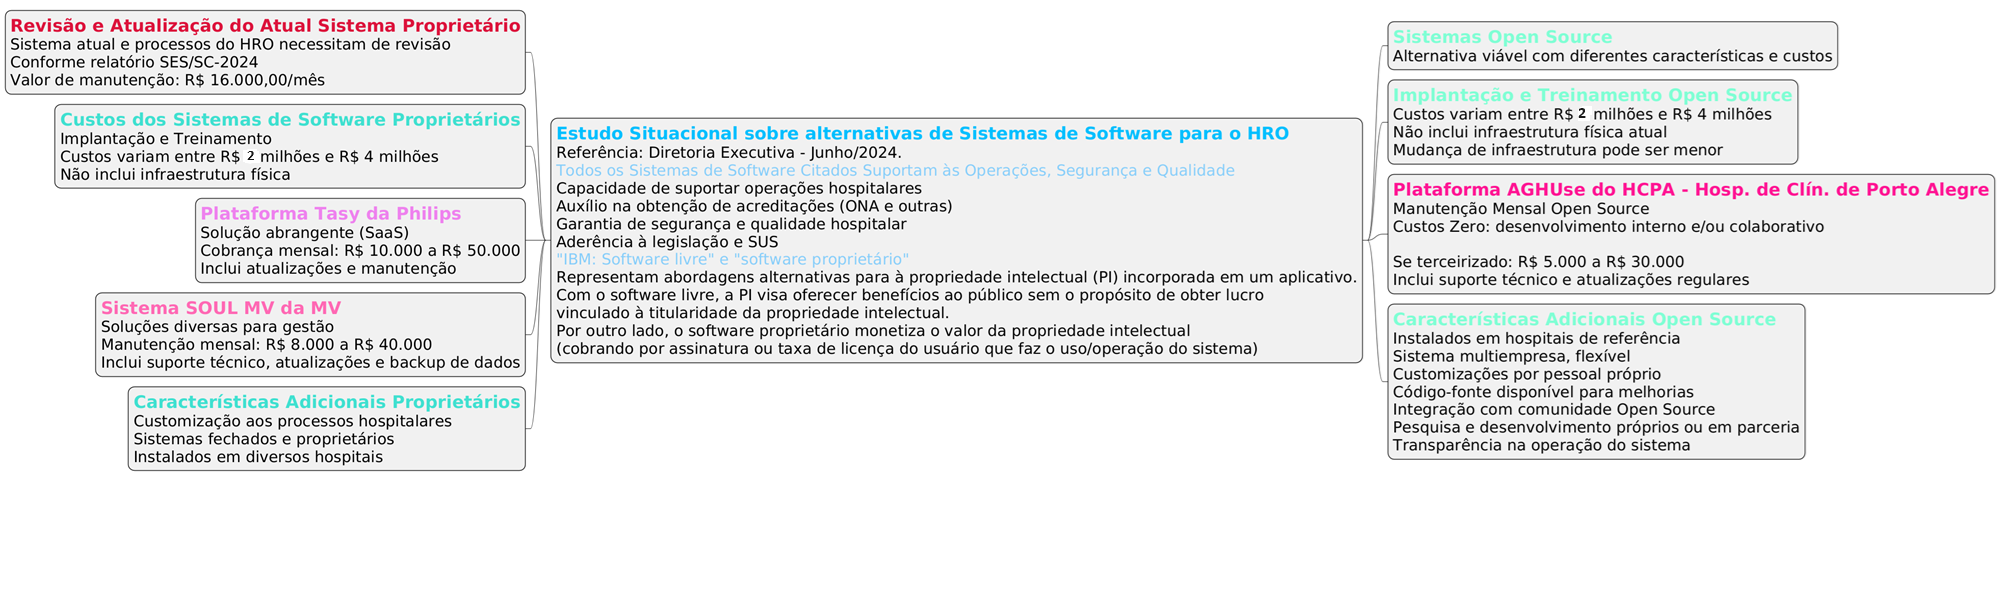 Revisão e Atualização do Atual Sistema Proprietário
Sistema atual e processos do HRO necessitam de revisão
Conforme relatório SES/SC-2024
Valor de manutenção: R$ 16.000,00/mês
Custos dos Sistemas de Software Proprietários
Implantação e Treinamento
Custos variam entre R$ 2 milhões e R$ 4 milhões
Não inclui infraestrutura física
Plataforma Tasy da Philips
Solução abrangente (SaaS)
Cobrança mensal: R$ 10.000 a R$ 50.000
Inclui atualizações e manutenção
Sistema SOUL MV da MV
Soluções diversas para gestão
Manutenção mensal: R$ 8.000 a R$ 40.000
Inclui suporte técnico, atualizações e backup de dados
Características Adicionais Proprietários
Customização aos processos hospitalares
Sistemas fechados e proprietários
Instalados em diversos hospitais
Estudo Situacional sobre alternativas de Sistemas de Software para o HRO
Referência: Diretoria Executiva - Junho/2024.
Todos os Sistemas de Software Citados Suportam às Operações, Segurança e Qualidade
Capacidade de suportar operações hospitalares
Auxílio na obtenção de acreditações (ONA e outras)
Garantia de segurança e qualidade hospitalar
Aderência à legislação e SUS
"IBM: Software livre" e "software proprietário"
Representam abordagens alternativas para à propriedade intelectual (PI) incorporada em um aplicativo.
Com o software livre, a PI visa oferecer benefícios ao público sem o propósito de obter lucro
vinculado à titularidade da propriedade intelectual.
Por outro lado, o software proprietário monetiza o valor da propriedade intelectual
(cobrando por assinatura ou taxa de licença do usuário que faz o uso/operação do sistema)
Sistemas Open Source
Alternativa viável com diferentes características e custos
Implantação e Treinamento Open Source
Custos variam entre R$ 2 milhões e R$ 4 milhões
Não inclui infraestrutura física atual
Mudança de infraestrutura pode ser menor
Plataforma AGHUse do HCPA - Hosp. de Clín. de Porto Alegre
Manutenção Mensal Open Source
Custos Zero: desenvolvimento interno e/ou colaborativo
Se terceirizado: R$ 5.000 a R$ 30.000
Inclui suporte técnico e atualizações regulares
Características Adicionais Open Source
Instalados em hospitais de referência
Sistema multiempresa, flexível
Customizações por pessoal próprio
Código-fonte disponível para melhorias
Integração com comunidade Open Source
Pesquisa e desenvolvimento próprios ou em parceria
Transparência na operação do sistema